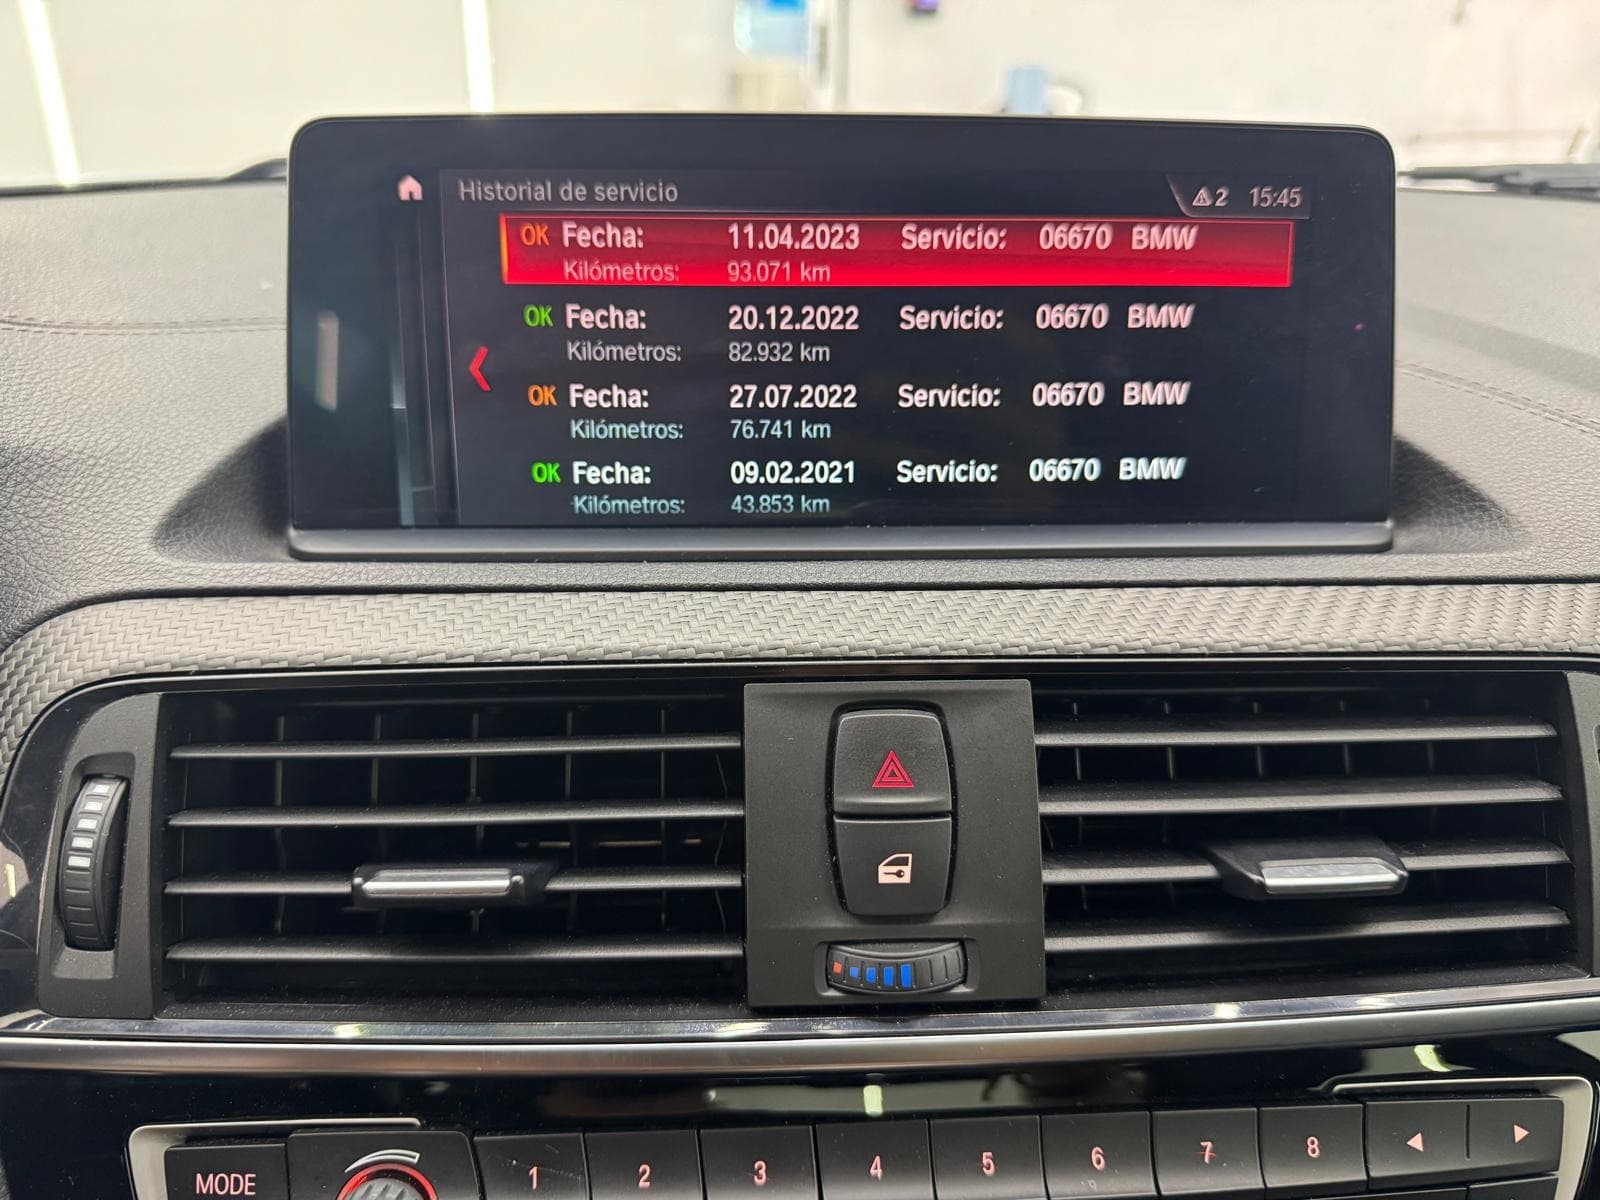 Historial de servicio 2 15:45
OK Fecha: 11.04.2023 Servicio: 06670 BMW
Kilómetros: 93.071 km
OK Fecha: 20.12.2022 Servicio: 06670 BMW
Kilómetros: 82.932 km
OK Fecha: 27.07.2022 Servicio: 06670 BMW
Kilómetros: 76.741 km
OK Fecha: 09.02.2021 Servicio: 06670 BMW
Kilómetros: 43.853 km
MODE 1 2 3 4 5 6 7 8